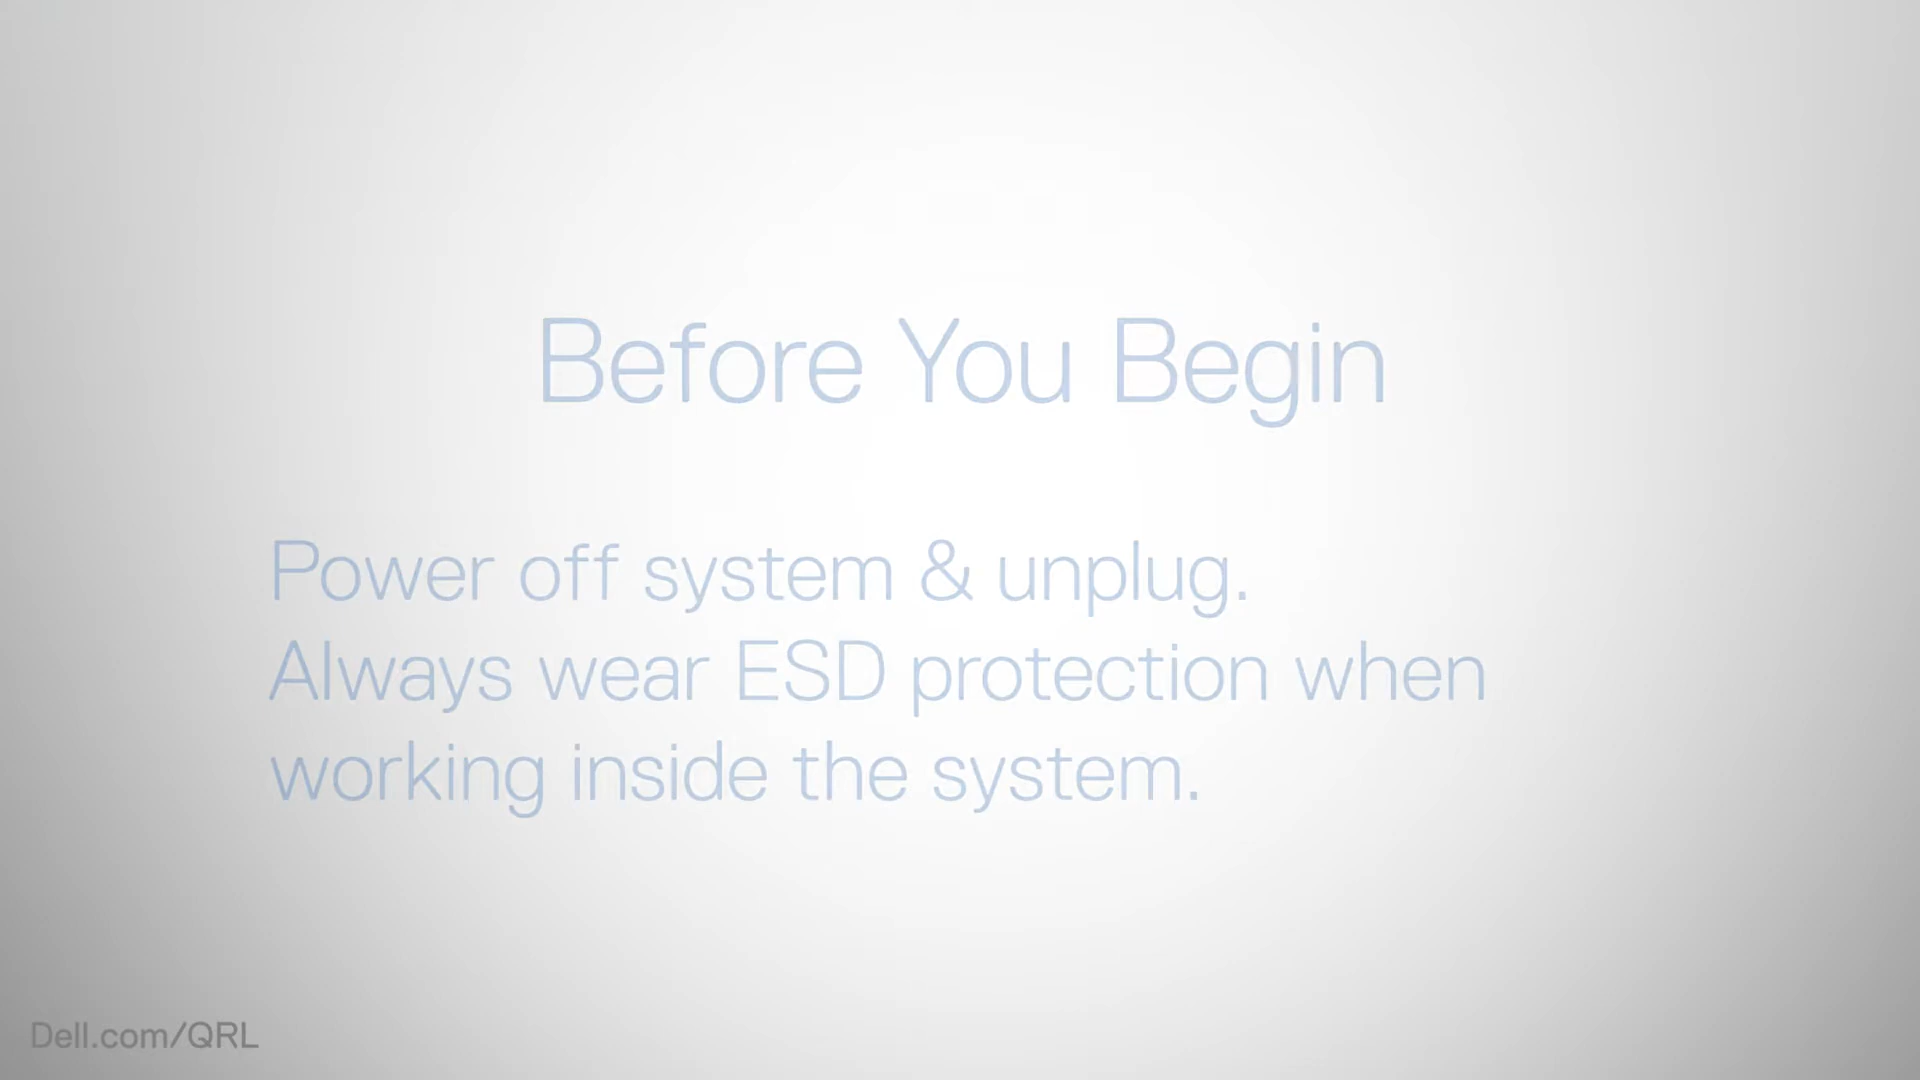 Before You Begin
Power off system & unplug.
Always wear ESD protection when
working inside the system.
Dell.com/QRL